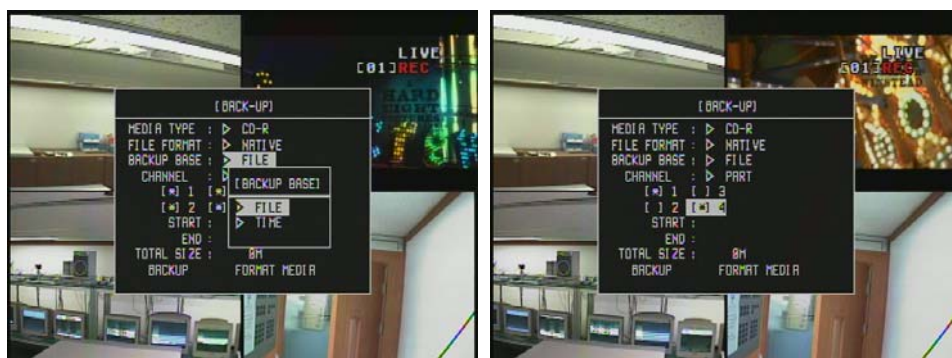 LIVE
[01]REC
HARD
EIGHT
(BACK-UP)
MEDIA TYPE : ▷ CD-R
FILE FORMAT : ▷ NATIVE
BACKUP BASE : ▷ FILE
CHANNEL :
[*] 1 [*]
[*] 2 [*]
START :
END :
TOTAL SIZE : 0M
BACKUP FORMAT MEDIA
[BACKUP BASE]
▷ FILE
▷ TIME
LIVE
[01]REC
(BACK-UP)
MEDIA TYPE : ▷ CD-R
FILE FORMAT : ▷ NATIVE
BACKUP BASE : ▷ FILE
CHANNEL : ▷ PART
[*] 1 [ ] 3
[ ] 2 [*] 4
START :
END :
TOTAL SIZE : 0M
BACKUP FORMAT MEDIA